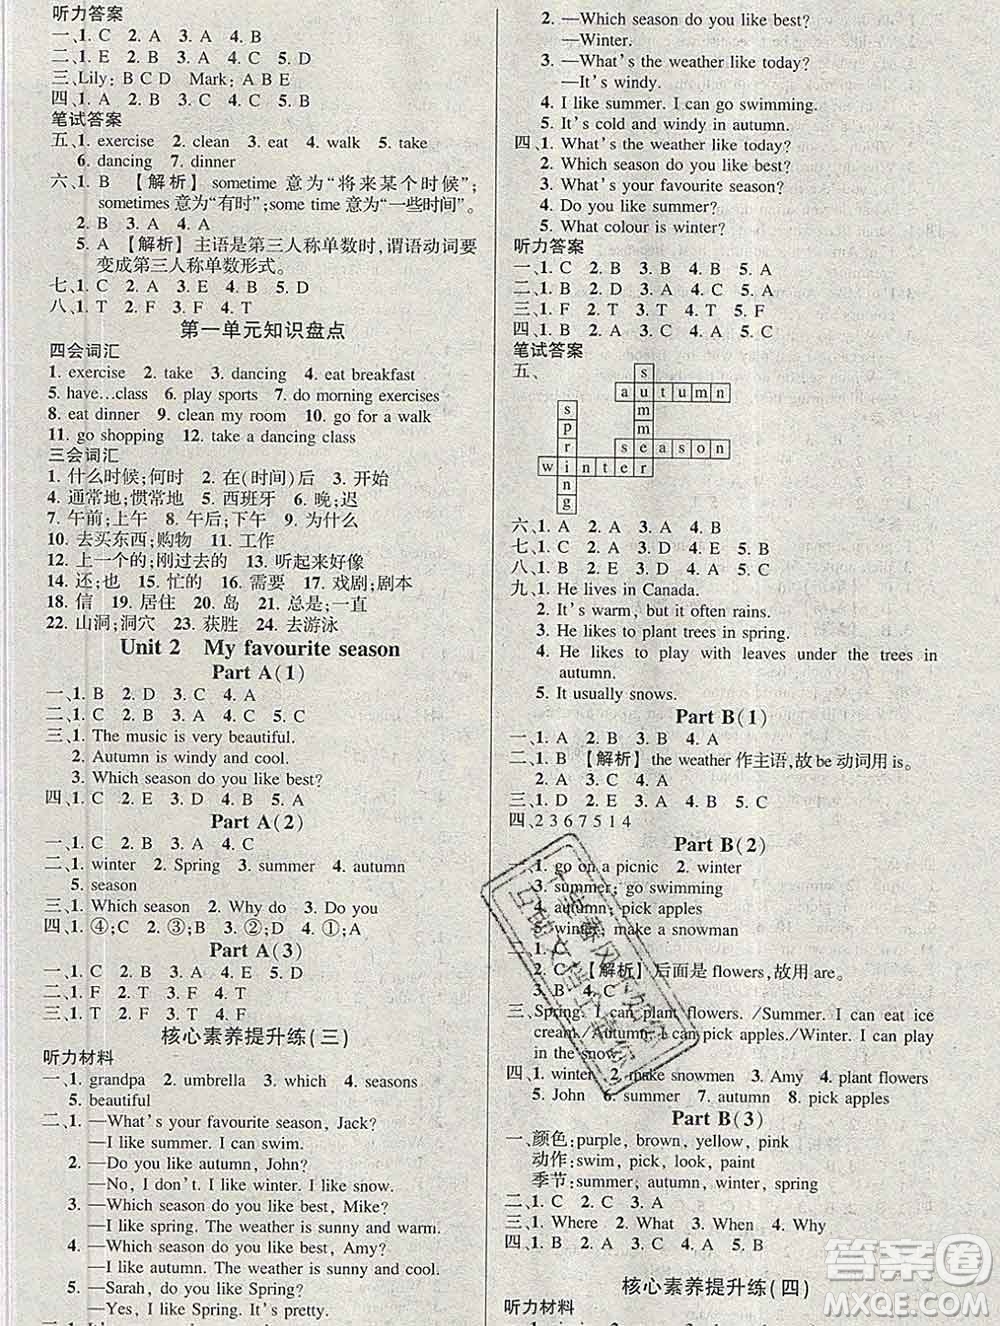 听力答案
一、1. C  2. A  3. A  4. B
二、1. E  2. B  3. D  4. A  5. C
三、Lily: B C D  Mark: A B E
四、1. A  2. B  3. A  4. B  5. C
笔试答案
五、1. exercise  2. clean  3. eat  4. walk  5. take
6. dancing  7. dinner
六、1. B 【解析】sometime 意为“将来某个时候”;
sometimes 意为“有时”;some time 意为“一些时间”。
2. B  3. A  4. C
5. A 【解析】主语是第三人称单数时,谓语动词要
变成第三人称单数形式。
七、1. C  2. A  3. E  4. B  5. D
八、1. T  2. F  3. F  4. T
第一单元知识盘点
四会词汇
1. exercise  2. take  3. dancing  4. eat breakfast
5. have…class  6. play sports  7. do morning exercises
8. eat dinner  9. clean my room  10. go for a walk
11. go shopping  12. take a dancing class
三会词汇
1. 什么时候;何时  2. 在(时间)后  3. 开始
4. 通常地;惯常地  5. 西班牙  6. 晚;迟
7. 午前;上午  8. 午后;下午  9. 为什么
10. 去买东西;购物  11. 工作
12. 上一个的;刚过去的  13. 听起来好像
14. 还;也  15. 忙的  16. 需要  17. 戏剧;剧本
18. 信  19. 居住  20. 岛  21. 总是;一直
22. 山洞;洞穴  23. 获胜  24. 去游泳
Unit 2  My favourite season
Part A(1)
一、1. B  2. D  3. C  4. A
二、1. C  2. A  3. B  4. A  5. C
三、1. The music is very beautiful.
2. Autumn is windy and cool.
3. Which season do you like best?
四、1. C  2. E  3. D  4. B  5. A
Part A(2)
一、1. C  2. B  3. A  4. C
二、1. winter  2. Spring  3. summer  4. autumn
5. season
三、1. Which season  2. Why do  3. Do you
四、1. ④;C  2. ③;B  3. ②;D  4. ①;A
Part A(3)
一、1. C  2. B  3. D  4. A  5. E
二、1. F  2. T  3. F  4. T
三、1. T  2. F  3. F  4. T
核心素养提升练(三)
听力材料
一、1. grandpa  2. umbrella  3. which  4. seasons
5. beautiful
二、1. —What's your favourite season, Jack?
—I like summer. I can swim.
2. —Do you like autumn, John?
—No, I don't. I like snow.
3. —Which season do you like best, Mike?
—I like spring. The weather is sunny and warm.
4. —Which season do you like best, Amy?
—I like winter. The weather is sunny and cold.
5. —Sarah, do you like Spring?
—Yes, I like Spring. The weather is sunny and warm.
2. —Which season do you like best?
—Winter.
3. —What's the weather like today?
—It's windy.
4. I like summer. I can go swimming.
5. It's cold and windy in autumn.
四、1. What's the weather like today?
2. Which season do you like best?
3. What's your favourite season?
4. Do you like summer?
5. What colour is winter?
听力答案
一、1. C  2. B  3. B  4. B  5. A
二、1. C  2. B  3. A  4. B  5. A
三、1. F  2. T  3. T  4. F  5. T
四、1. C  2. B  3. B  4. A  5. B
笔试答案
五、
summer
autumn
spring
season
winter
六、1. A  2. A  3. A  4. B
七、1. C  2. A  3. D  4. E  5. B
八、1. C  2. A  3. B  4. E  5. D
九、1. He lives in Canada.
2. It's warm, but it often rains.
3. He likes to plant trees in spring.
4. He likes to play with leaves under the trees in
autumn.
5. It usually snows.
Part B(1)
一、1. C  2. A  3. B  4. A
二、1. B 【解析】the weather 作主语,故 be 动词用 is。
2. A  3. C  4. A
三、1. D  2. E  3. A  4. C  5. B
四、2 3 6 7 5 1 4
Part B(2)
一、1. go on a picnic  2. winter
3. summer; go swimming
4. autumn; pick apples
5. winter; make a snowman
2. C 【解析】后面是 flowers,故用 are。
3. B  4. A  5. C
三、Spring. I can plant flowers. /Summer. I can eat ice
cream./Autumn. I can pick apples./Winter. I can play
in the snow.
四、1. winter  2. make snowmen  3. Amy  4. plant flowers
5. John  6. summer  7. autumn  8. pick apples
Part B(3)
一、颜色: purple, brown, yellow, pink
动作: swim, pick, look, paint
季节: summer, autumn, winter, spring
二、1. C  2. B  3. C  4. A
三、1. Where  2. What  3. When  4. Why
四、1. D  2. E  3. C  4. A  5. B
核心素养提升练(四)
听力材料
答案圈
MXQE.COM